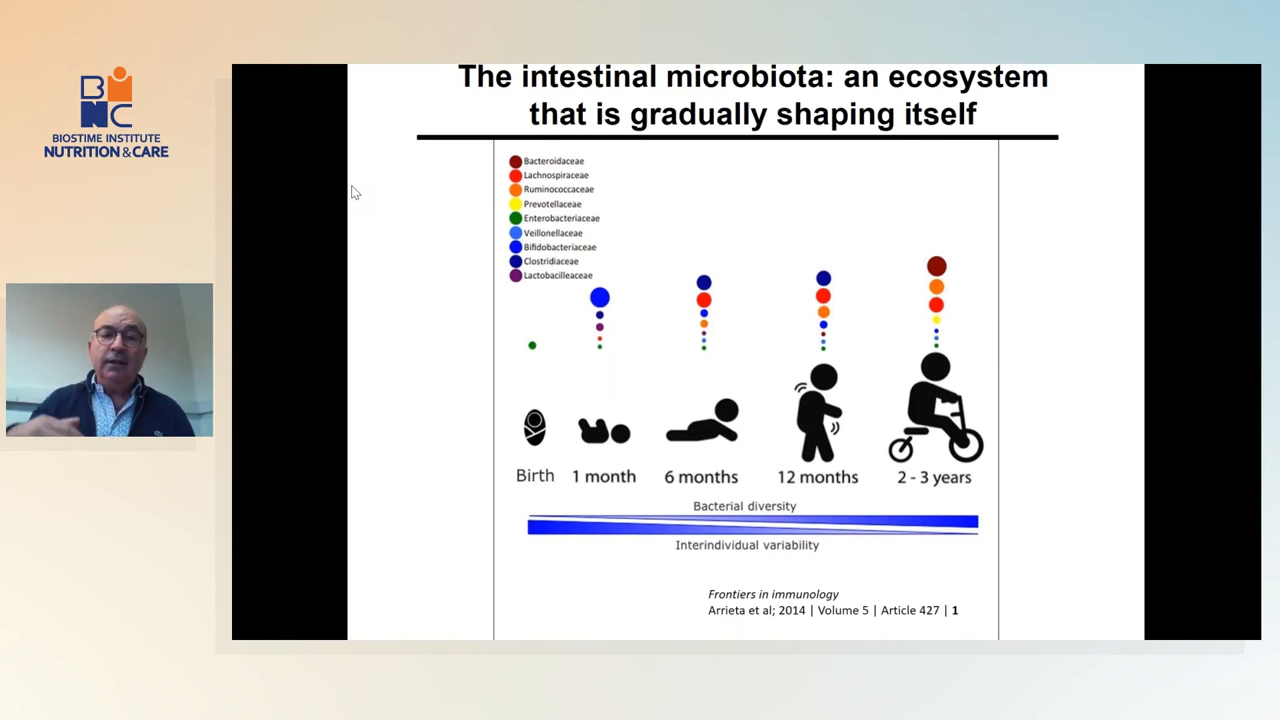 BIOSTIME INSTITUTE
NUTRITION & CARE
The intestinal microbiota: an ecosystem
that is gradually shaping itself
Bacteroidaceae
Lachnospiraceae
Ruminococcaceae
Prevotellaceae
Enterobacteriaceae
Veillonellaceae
Bifidobacteriaceae
Clostridiaceae
Lactobacilleaceae
Birth
1 month
6 months
12 months
2 - 3 years
Bacterial diversity
Interindividual variability
Frontiers in immunology
Arrieta et al; 2014 | Volume 5 | Article 427 | 1